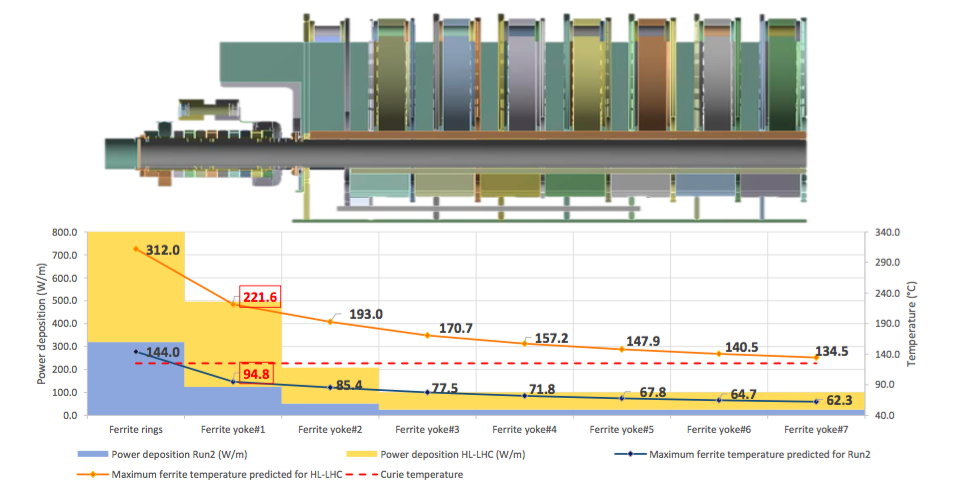 800.0
700.0
600.0
500.0
400.0
300.0
200.0
100.0
0.0
Power deposition (W/m)
340.0
290.0
240.0
190.0
140.0
90.0
40.0
Temperature (°C)
312.0
221.6
193.0
170.7
157.2
147.9
140.5
134.5
144.0
94.8
85.4
77.5
71.8
67.8
64.7
62.3
Ferrite rings
Ferrite yoke#1
Ferrite yoke#2
Ferrite yoke#3
Ferrite yoke#4
Ferrite yoke#5
Ferrite yoke#6
Ferrite yoke#7
Power deposition Run2 (W/m)
Power deposition HL-LHC (W/m)
Maximum ferrite temperature predicted for Run2
Maximum ferrite temperature predicted for HL-LHC
Curie temperature